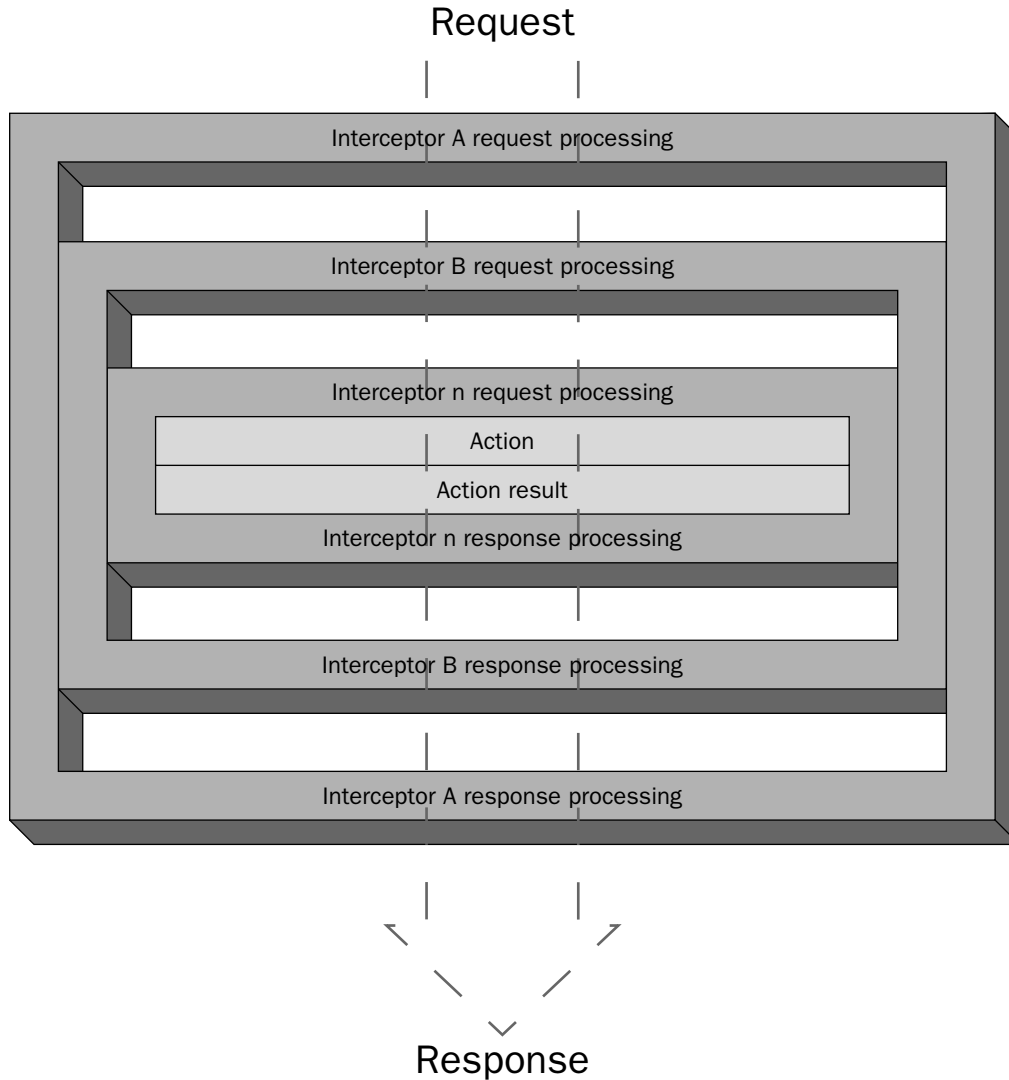 Request
Interceptor A request processing
Interceptor B request processing
Interceptor n request processing
Action
Action result
Interceptor n response processing
Interceptor B response processing
Interceptor A response processing
Response